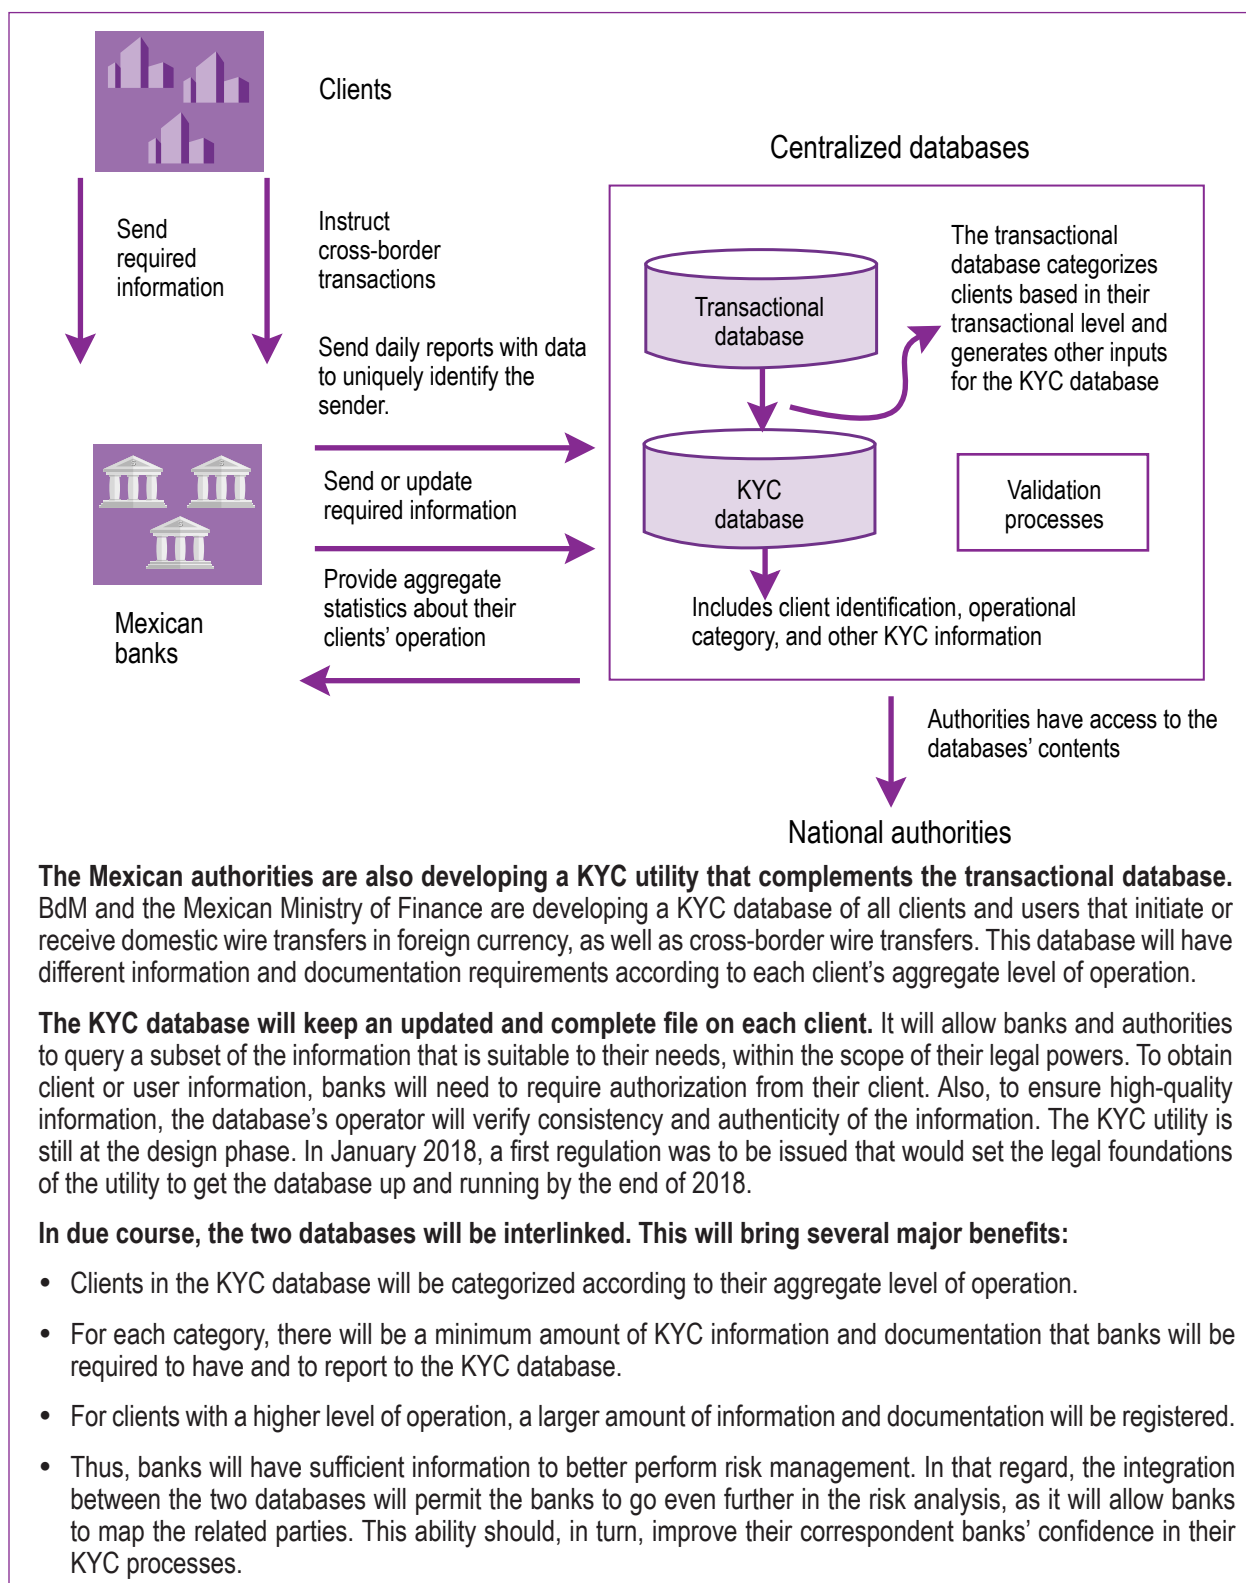 Clients
Centralized databases
Send
required
information
Instruct
cross-border
transactions
The transactional
database categorizes
clients based in their
transactional level and
generates other inputs
for the KYC database
Transactional
database
Send daily reports with data
to uniquely identify the
sender.
Send or update
required information
KYC
database
Validation
processes
Provide aggregate
statistics about their
clients' operation
Mexican
banks
Includes client identification, operational
category, and other KYC information
Authorities have access to the
databases' contents
National authorities
The Mexican authorities are also developing a KYC utility that complements the transactional database.
BdM and the Mexican Ministry of Finance are developing a KYC database of all clients and users that initiate or
receive domestic wire transfers in foreign currency, as well as cross-border wire transfers. This database will have
different information and documentation requirements according to each client's aggregate level of operation.
The KYC database will keep an updated and complete file on each client. It will allow banks and authorities
to query a subset of the information that is suitable to their needs, within the scope of their legal powers. To obtain
client or user information, banks will need to require authorization from their client. Also, to ensure high-quality
information, the database's operator will verify consistency and authenticity of the information. The KYC utility is
still at the design phase. In January 2018, a first regulation was to be issued that would set the legal foundations
of the utility to get the database up and running by the end of 2018.
In due course, the two databases will be interlinked. This will bring several major benefits:
• Clients in the KYC database will be categorized according to their aggregate level of operation.
• For each category, there will be a minimum amount of KYC information and documentation that banks will be
required to have and to report to the KYC database.
• For clients with a higher level of operation, a larger amount of information and documentation will be registered.
• Thus, banks will have sufficient information to better perform risk management. In that regard, the integration
between the two databases will permit the banks to go even further in the risk analysis, as it will allow banks
to map the related parties. This ability should, in turn, improve their correspondent banks' confidence in their
KYC processes.